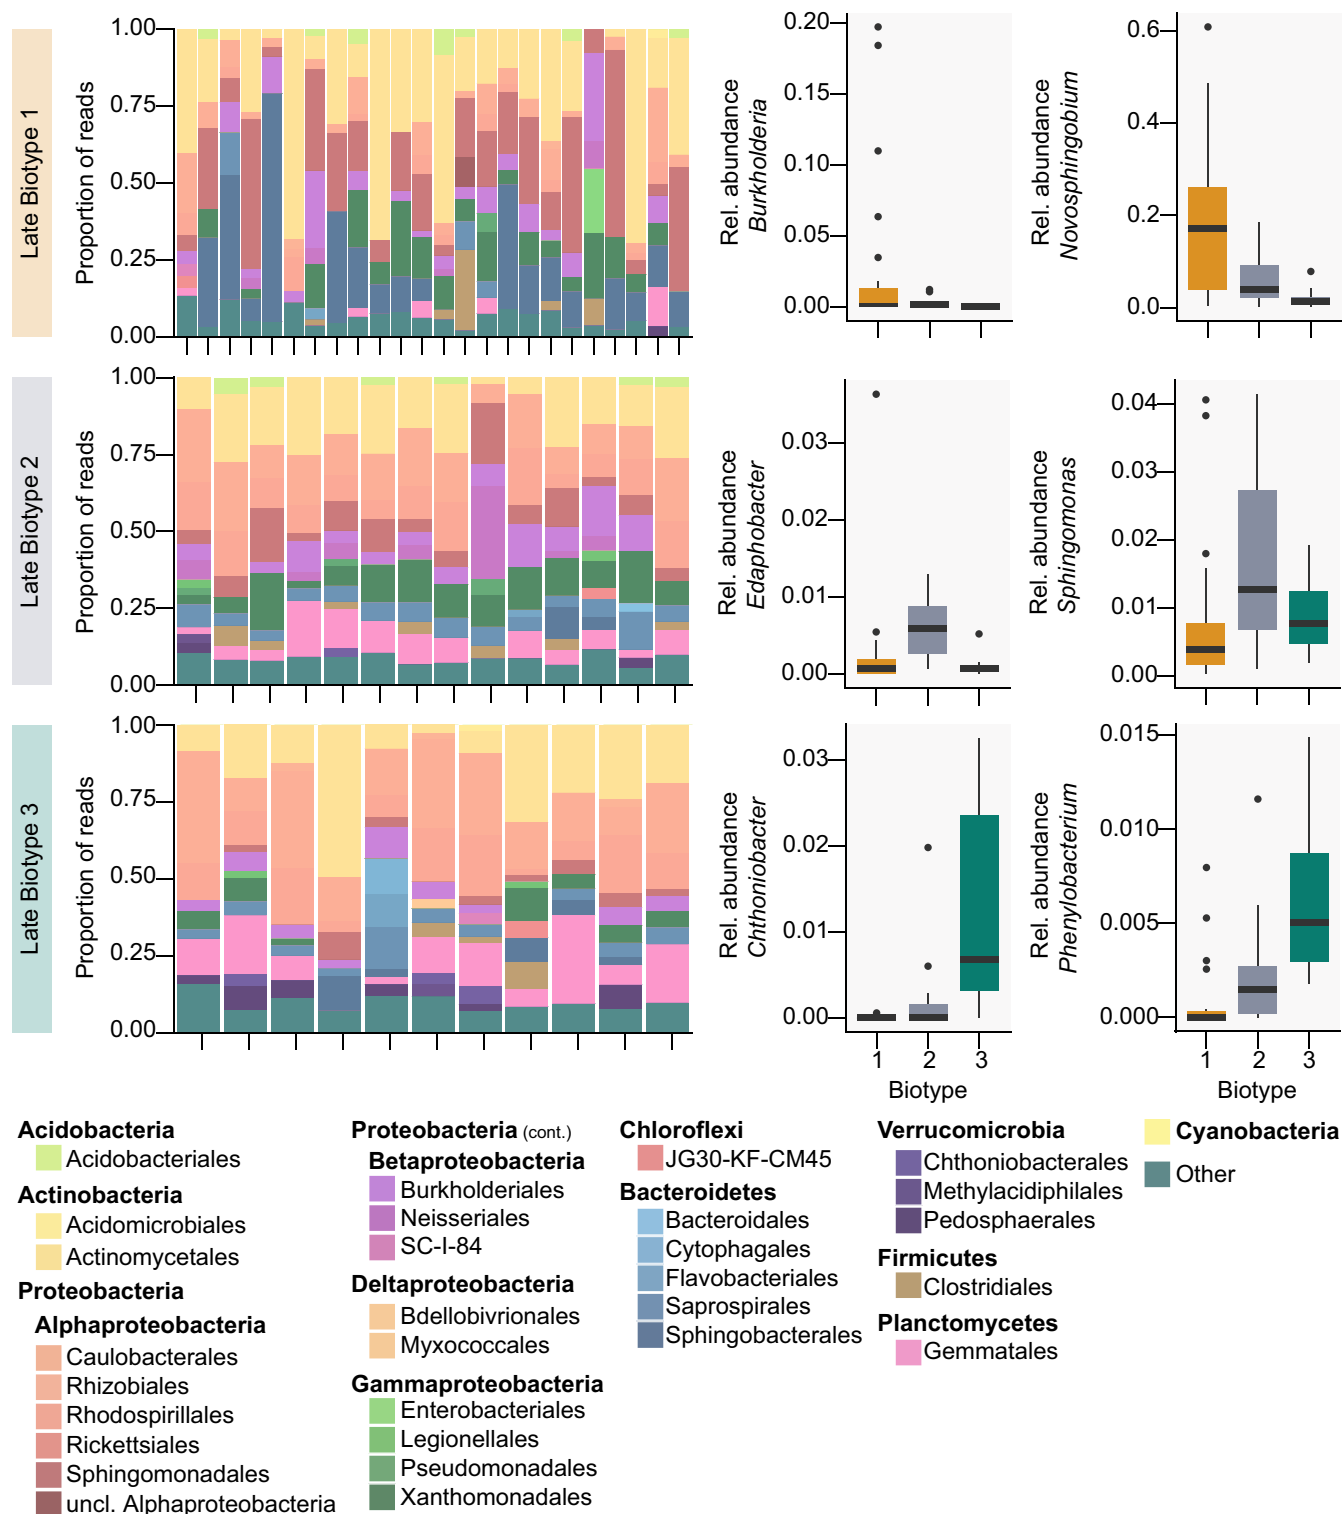 Late Biotype 1
Proportion of reads
1.00
0.75
0.50
0.25
0.00
Rel. abundance
Burkholderia
0.20
0.15
0.10
0.05
0.00
Rel. abundance
Novosphingobium
0.6
0.4
0.2
0.0
Late Biotype 2
Proportion of reads
1.00
0.75
0.50
0.25
0.00
Rel. abundance
Edaphobacter
0.03
0.02
0.01
0.00
Rel. abundance
Sphingomonas
0.04
0.03
0.02
0.01
0.00
Late Biotype 3
Proportion of reads
1.00
0.75
0.50
0.25
0.00
Rel. abundance
Chthoniobacter
0.03
0.02
0.01
0.00
1 2 3
Biotype
Rel. abundance
Phenylobacterium
0.015
0.010
0.005
0.000
1 2 3
Biotype
Acidobacteria
Acidobacteriales
Actinobacteria
Acidomicrobiales
Actinomycetales
Proteobacteria
Alphaproteobacteria
Caulobacterales
Rhizobiales
Rhodospirillales
Rickettsiales
Sphingomonadales
uncl. Alphaproteobacteria
Proteobacteria (cont.)
Betaproteobacteria
Burkholderiales
Neisseriales
SC-I-84
Deltaproteobacteria
Bdellobivrionales
Myxococcales
Gammaproteobacteria
Enterobacteriales
Legionellales
Pseudomonadales
Xanthomonadales
Chloroflexi
JG30-KF-CM45
Bacteroidetes
Bacteroidales
Cytophagales
Flavobacteriales
Saprospirales
Sphingobacterales
Verrucomicrobia
Chthoniobacterales
Methylacidiphilales
Pedosphaerales
Firmicutes
Clostridiales
Planctomycetes
Gemmatales
Cyanobacteria
Other